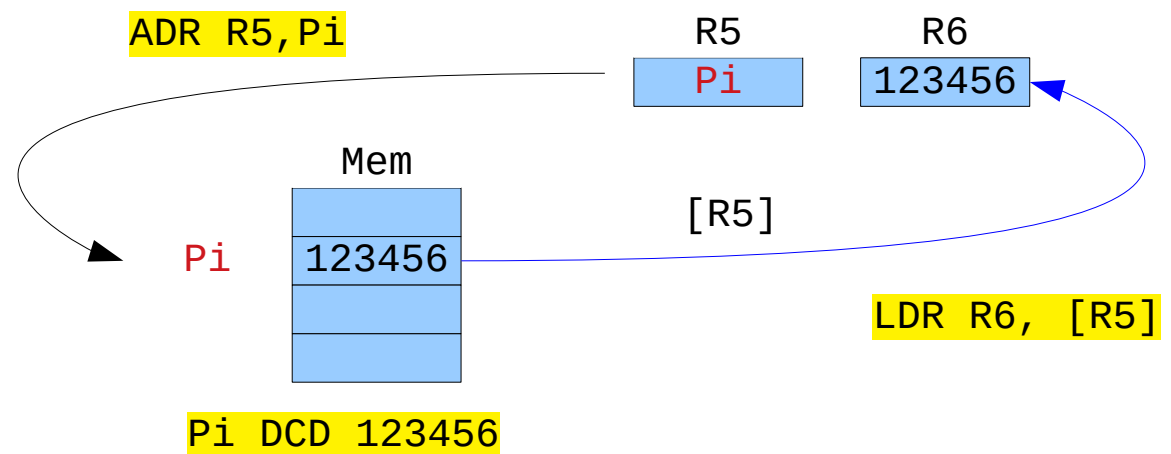 ADR R5,Pi
R5
R6
Pi
123456
Mem
[R5]
Pi
123456
LDR R6, [R5]
Pi DCD 123456